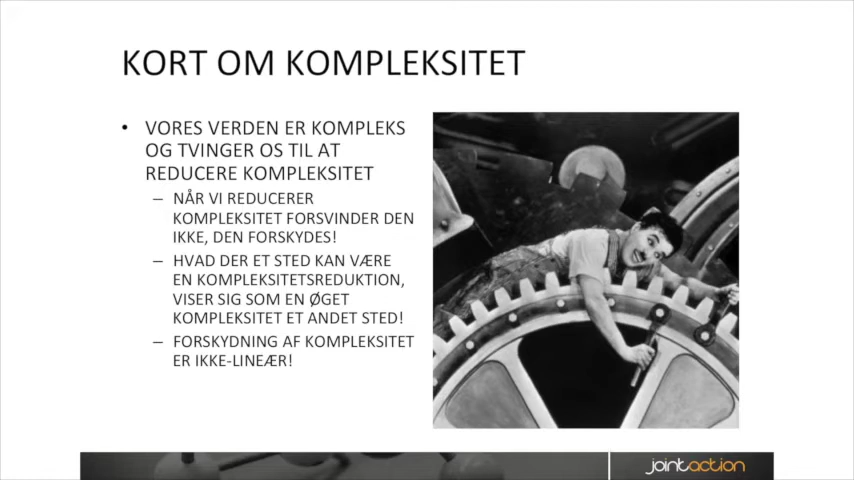 KORT OM KOMPLEKSITET
• VORES VERDEN ER KOMPLEKS
OG TVINGER OS TIL AT
REDUCERE KOMPLEKSITET
– NÅR VI REDUCERER
KOMPLEKSITET FORSVINDER DEN
IKKE, DEN FORSKYDES!
– HVAD DER ET STED KAN VÆRE
EN KOMPLEKSITETSREDUKTION,
VISER SIG SOM EN ØGET
KOMPLEKSITET ET ANDET STED!
– FORSKYDNING AF KOMPLEKSITET
ER IKKE-LINEÆR!
jointaction